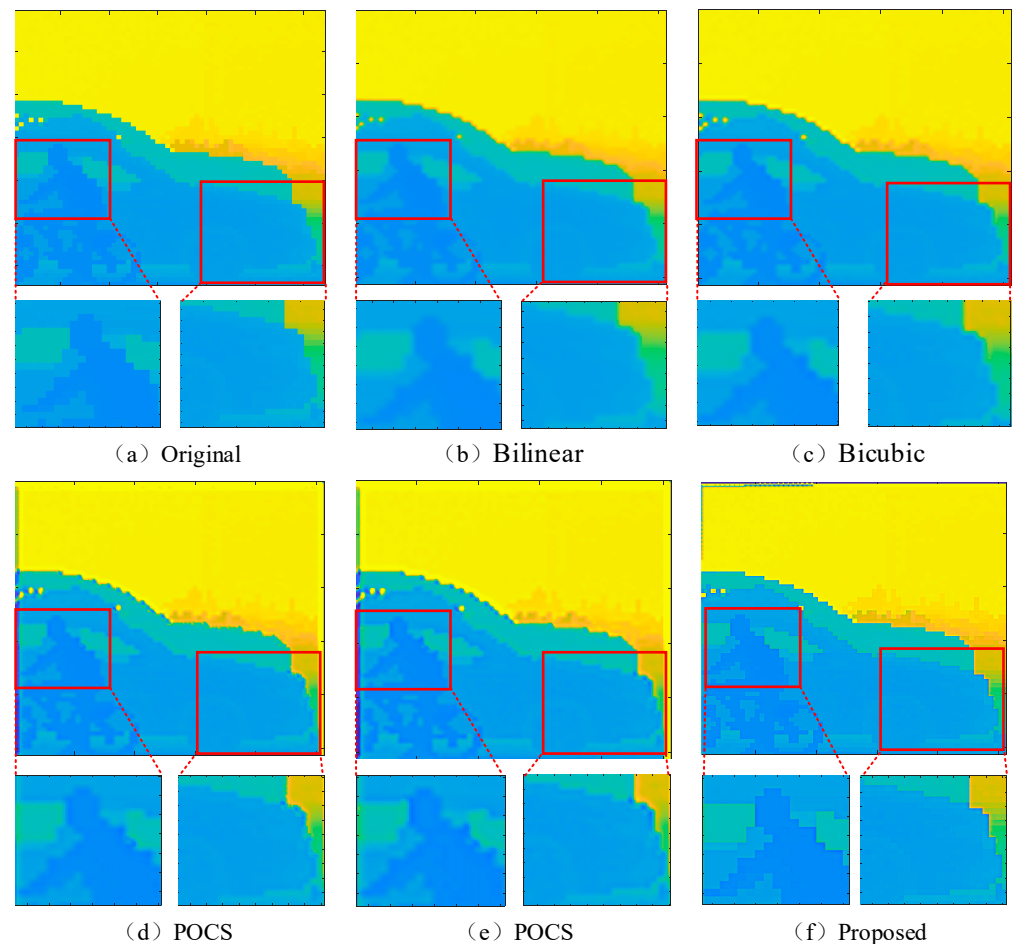 （a）Original
（b）Bilinear
（c）Bicubic
（d）POCS
（e）POCS
（f）Proposed